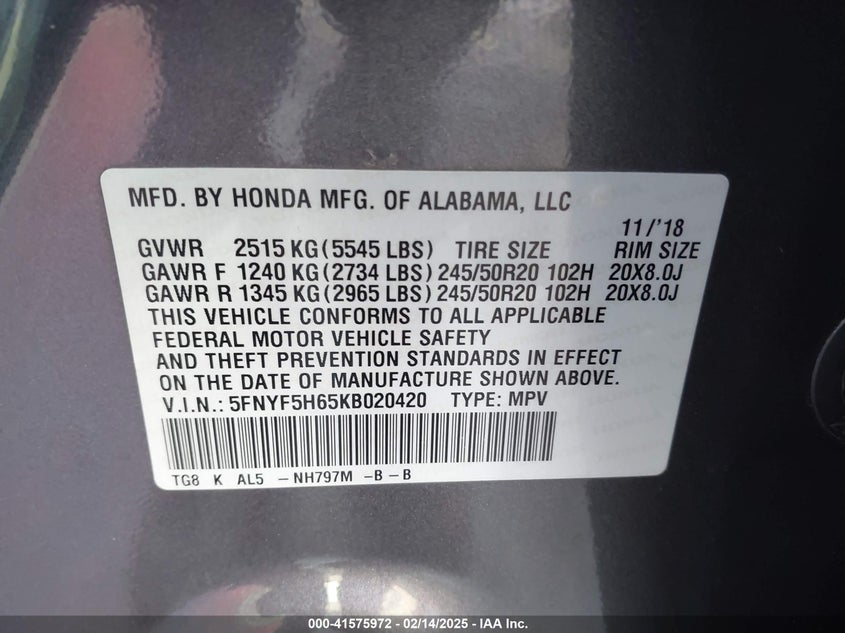 MFD. BY HONDA MFG. OF ALABAMA, LLC
11/'18
GVWR 2515 KG(5545 LBS) TIRE SIZE RIM SIZE
GAWR F 1240 KG(2734 LBS) 245/50R20 102H 20X8.0J
GAWR R 1345 KG(2965 LBS) 245/50R20 102H 20X8.0J
THIS VEHICLE CONFORMS TO ALL APPLICABLE
FEDERAL MOTOR VEHICLE SAFETY
AND THEFT PREVENTION STANDARDS IN EFFECT
ON THE DATE OF MANUFACTURE SHOWN ABOVE.
V.I.N.: 5FNYF5H65KB020420 TYPE: MPV
TG8 K AL5 -NH797M -B-B
000-41575972 - 02/14/2025 - IAA Inc.